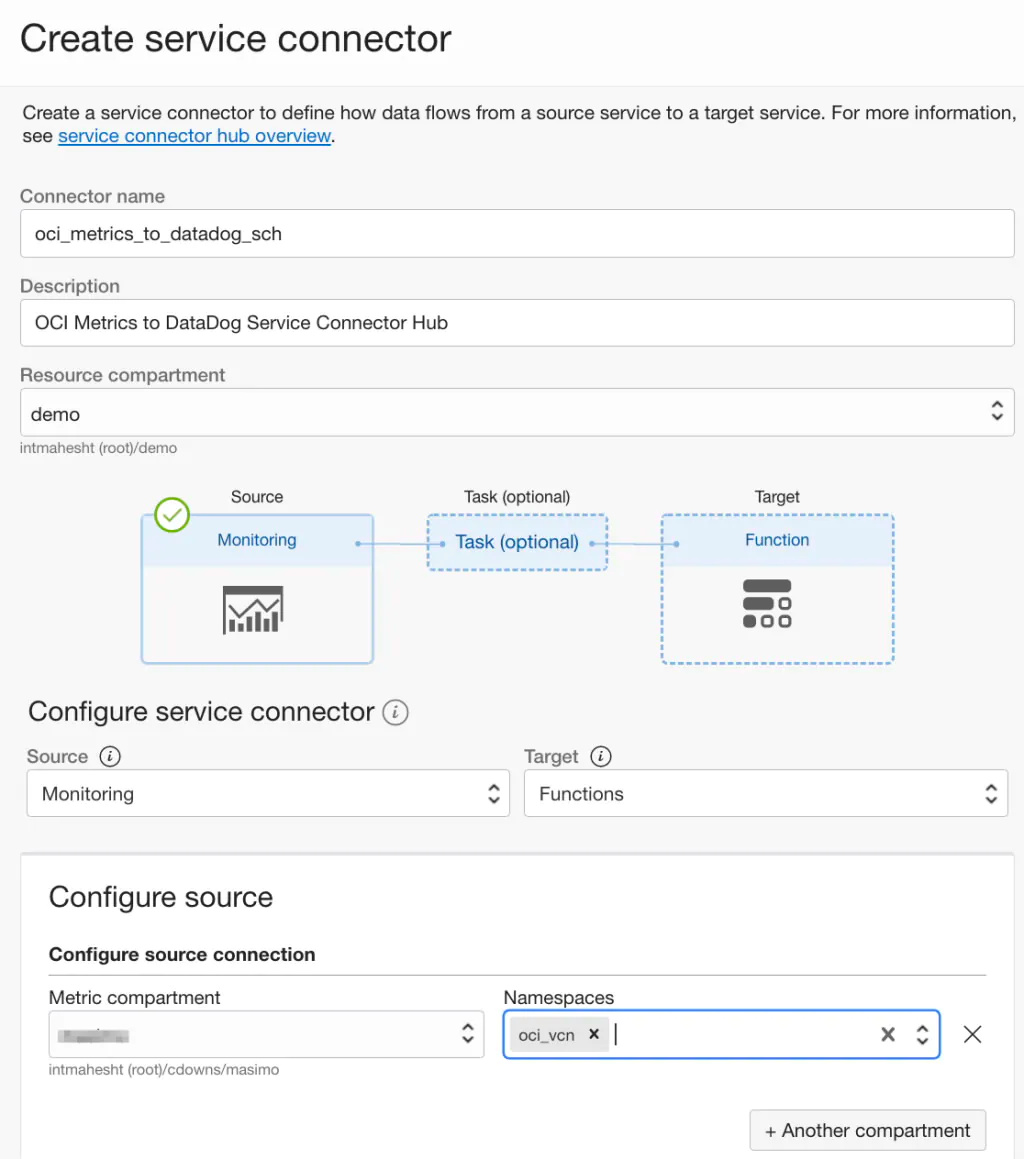 Create service connector
Create a service connector to define how data flows from a source service to a target service. For more information,
see service connector hub overview.
Connector name
oci_metrics_to_datadog_sch
Description
OCI Metrics to DataDog Service Connector Hub
Resource compartment
demo
intmahesht (root)/demo
Source
Task (optional)
Target
Monitoring
Task (optional)
Function
Configure service connector
Source
Target
Monitoring
Functions
Configure source
Configure source connection
Metric compartment
Namespaces
oci_vcn
intmahesht (root)/cdowns/masimo
+ Another compartment